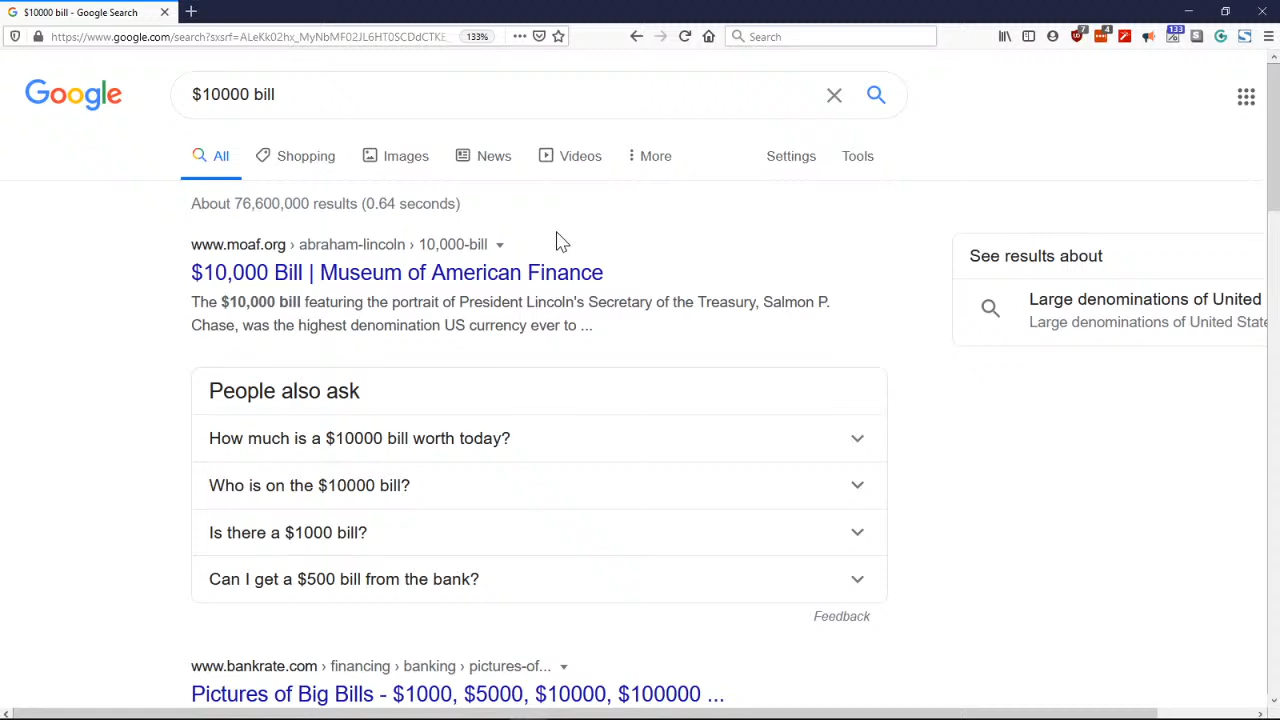 $10000 bill - Google Search
https://www.google.com/search?sxsrf=ALeKk02hx_MyNbMF02JL6HT0SCDdCTKE
133%
Search
7
4
133
Google
$10000 bill
All
Shopping
Images
News
Videos
More
Settings
Tools
About 76,600,000 results (0.64 seconds)
www.moaf.org › abraham-lincoln › 10,000-bill
$10,000 Bill | Museum of American Finance
The $10,000 bill featuring the portrait of President Lincoln's Secretary of the Treasury, Salmon P.
Chase, was the highest denomination US currency ever to ...
See results about
Large denominations of United
Large denominations of United State
People also ask
How much is a $10000 bill worth today?
Who is on the $10000 bill?
Is there a $1000 bill?
Can I get a $500 bill from the bank?
Feedback
www.bankrate.com › financing › banking › pictures-of...
Pictures of Big Bills - $1000, $5000, $10000, $100000 ...